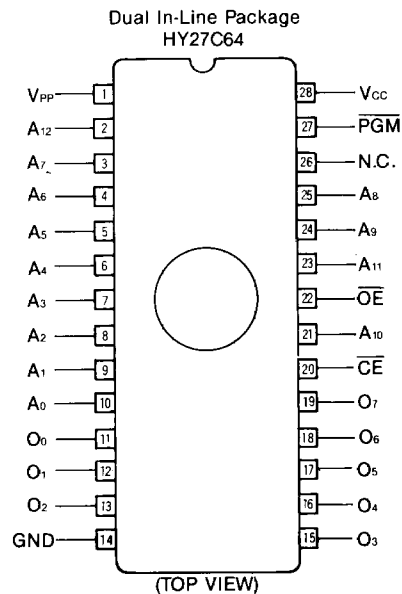 Dual In-Line Package
HY27C64
VPP 1 28 VCC
A12 2 27 P̅G̅M̅
A7 3 26 N.C.
A6 4 25 A8
A5 5 24 A9
A4 6 23 A11
A3 7 22 O̅E̅
A2 8 21 A10
A1 9 20 C̅E̅
A0 10 19 O7
O0 11 18 O6
O1 12 17 O5
O2 13 16 O4
GND 14 15 O3
(TOP VIEW)